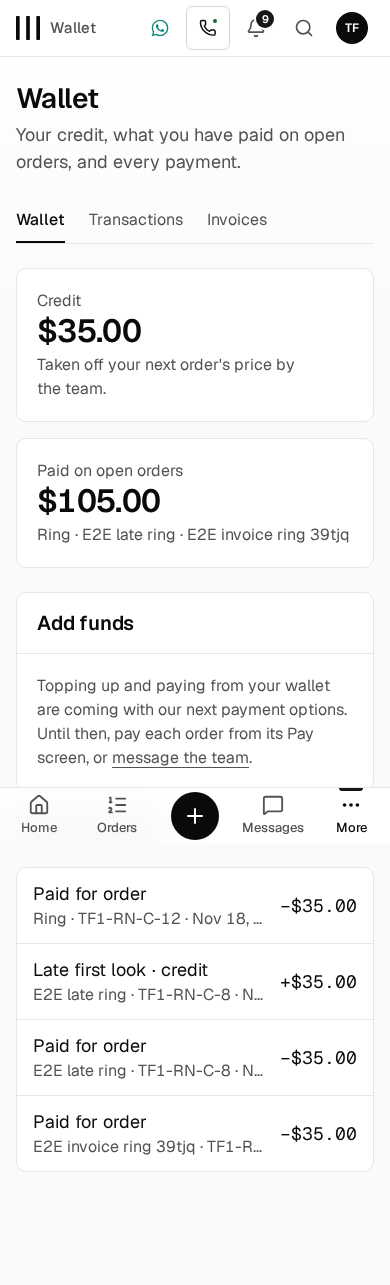 Wallet
9
TF
Wallet
Your credit, what you have paid on open
orders, and every payment.
Wallet Transactions Invoices
Credit
$35.00
Taken off your next order's price by
the team.
Paid on open orders
$105.00
Ring · E2E late ring · E2E invoice ring 39tjq
Add funds
Topping up and paying from your wallet
are coming with our next payment options.
Until then, pay each order from its Pay
screen, or message the team.
Home Orders Messages More
Paid for order
Ring · TF1-RN-C-12 · Nov 18, ...
−$35.00
Late first look · credit
E2E late ring · TF1-RN-C-8 · N...
+$35.00
Paid for order
E2E late ring · TF1-RN-C-8 · N...
−$35.00
Paid for order
E2E invoice ring 39tjq · TF1-R...
−$35.00